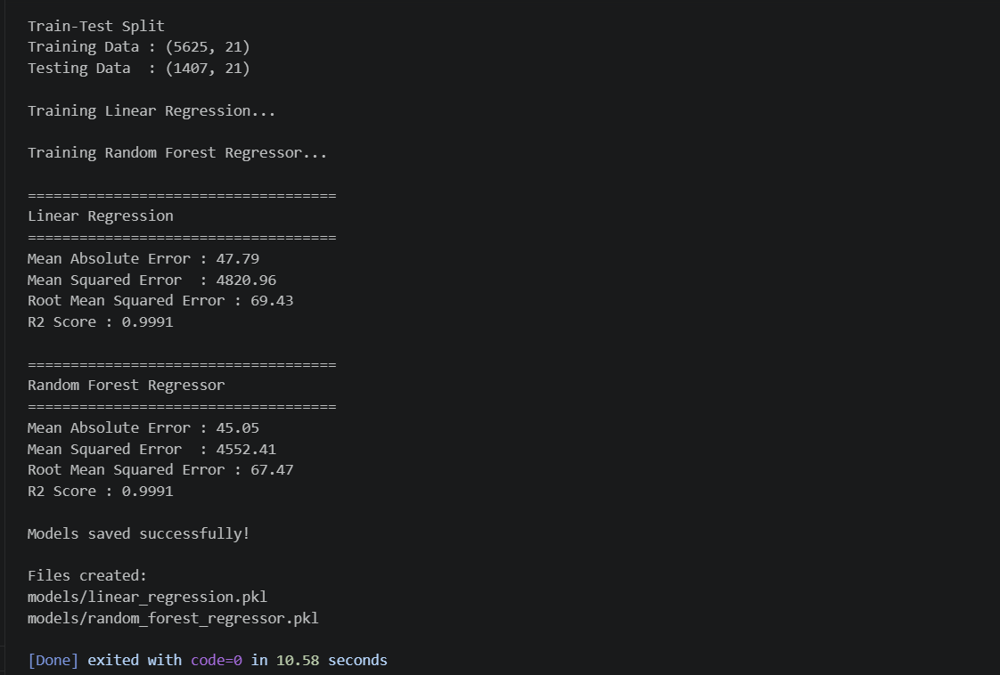 Train-Test Split
Training Data : (5625, 21)
Testing Data  : (1407, 21)
Training Linear Regression...
Training Random Forest Regressor...
====================================
Linear Regression
====================================
Mean Absolute Error : 47.79
Mean Squared Error  : 4820.96
Root Mean Squared Error : 69.43
R2 Score : 0.9991
====================================
Random Forest Regressor
====================================
Mean Absolute Error : 45.05
Mean Squared Error  : 4552.41
Root Mean Squared Error : 67.47
R2 Score : 0.9991
Models saved successfully!
Files created:
models/linear_regression.pkl
models/random_forest_regressor.pkl
[Done] exited with code=0 in 10.58 seconds